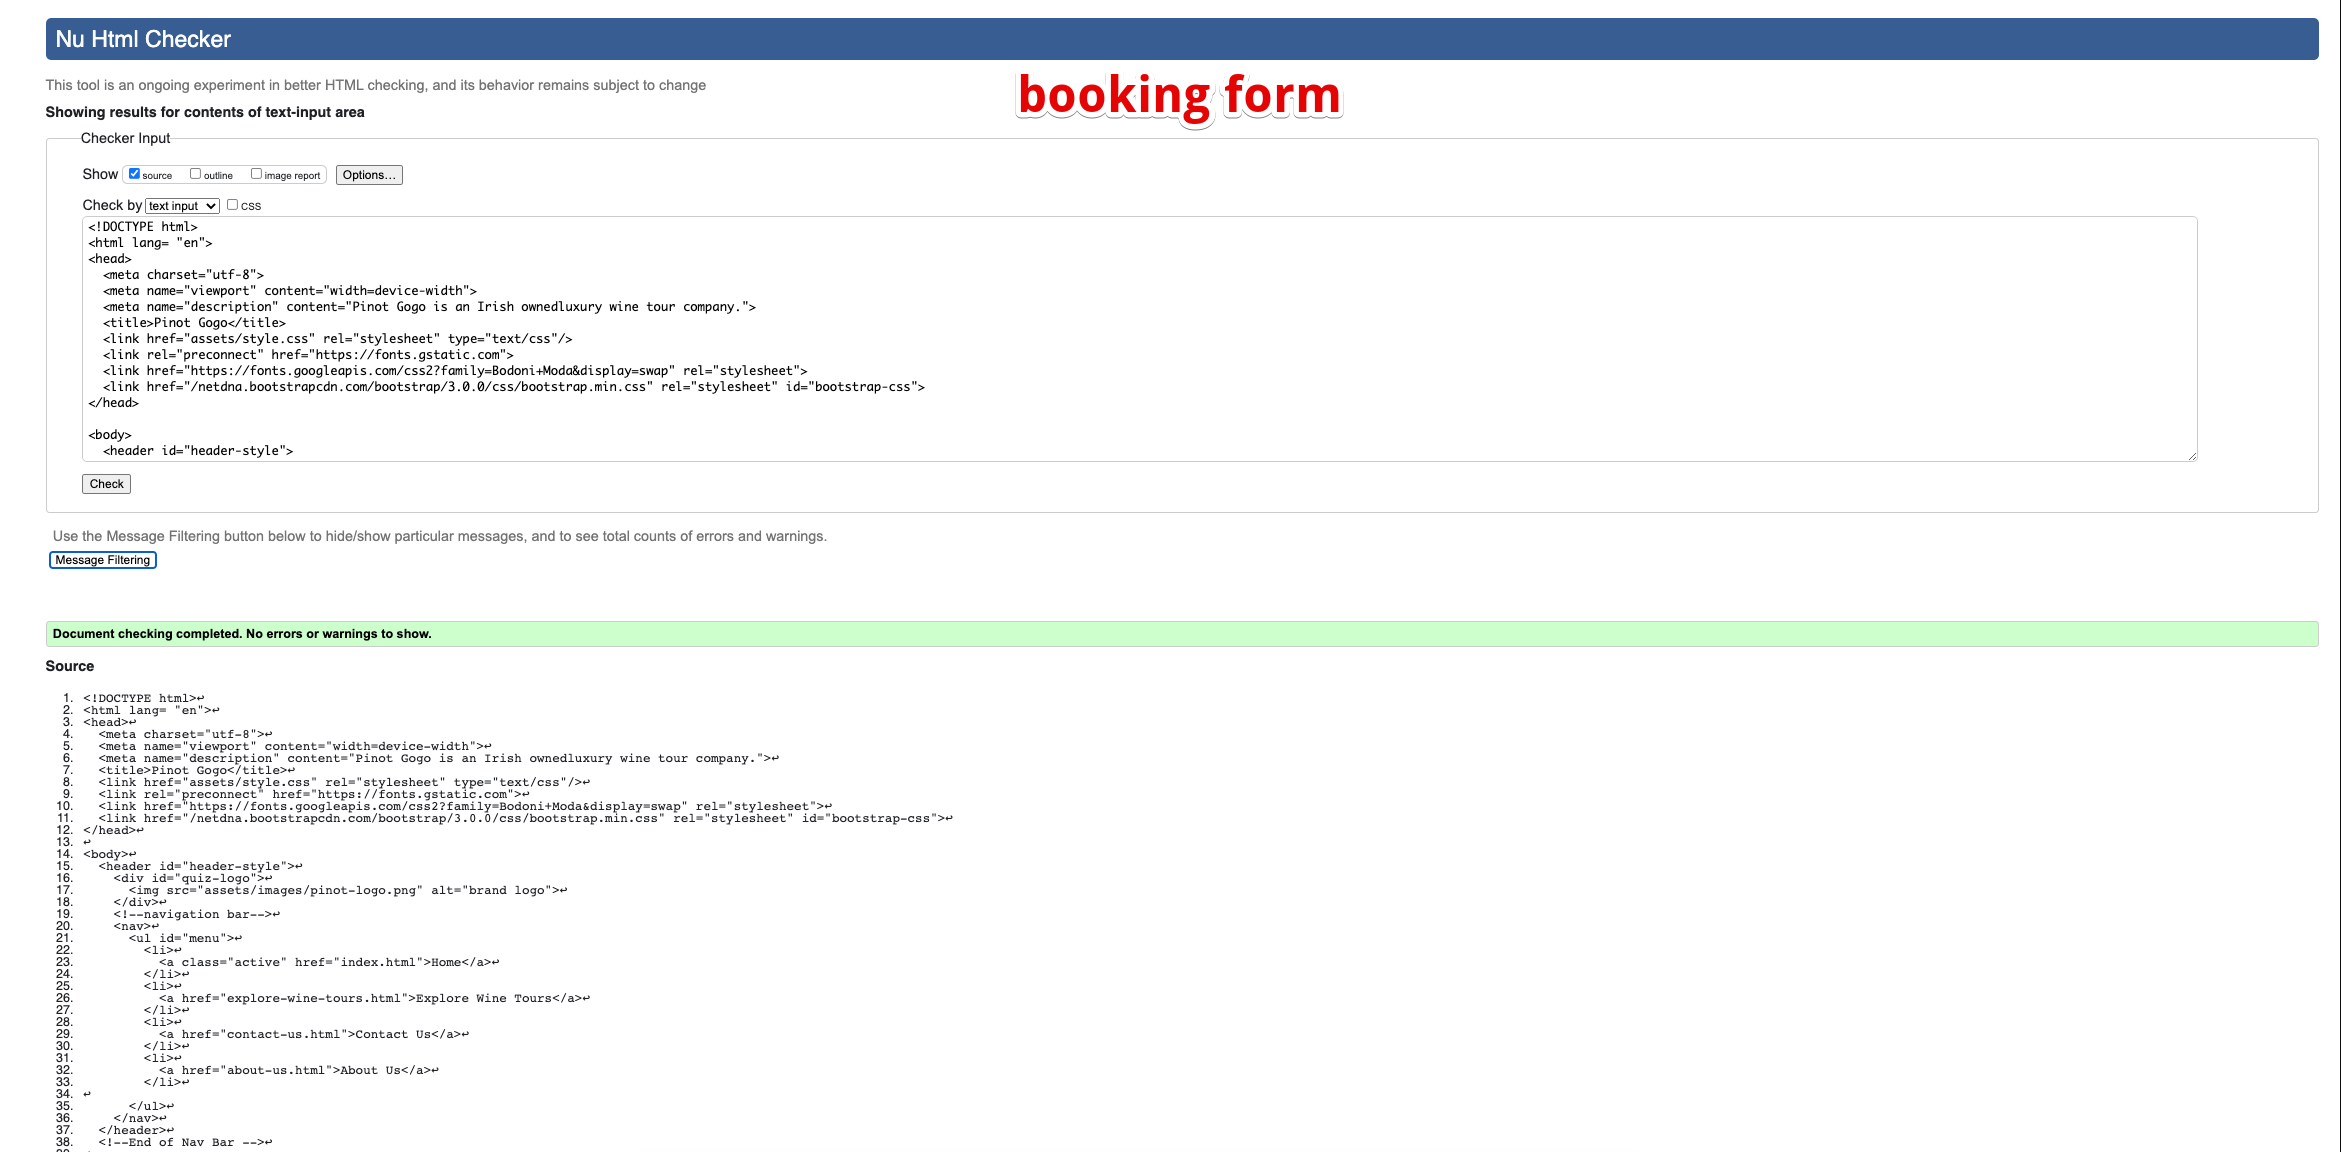 Nu Html Checker
This tool is an ongoing experiment in better HTML checking, and its behavior remains subject to change
booking form
Showing results for contents of text-input area
Checker Input
Show source outline image report Options...
Check by text input css
<!DOCTYPE html>
<html lang= "en">
<head>
  <meta charset="utf-8">
  <meta name="viewport" content="width=device-width">
  <meta name="description" content="Pinot Gogo is an Irish ownedluxury wine tour company.">
  <title>Pinot Gogo</title>
  <link href="assets/style.css" rel="stylesheet" type="text/css"/>
  <link rel="preconnect" href="https://fonts.gstatic.com">
  <link href="https://fonts.googleapis.com/css2?family=Bodoni+Moda&display=swap" rel="stylesheet">
  <link href="/netdna.bootstrapcdn.com/bootstrap/3.0.0/css/bootstrap.min.css" rel="stylesheet" id="bootstrap-css">
</head>
<body>
  <header id="header-style">
Check
Use the Message Filtering button below to hide/show particular messages, and to see total counts of errors and warnings.
Message Filtering
Document checking completed. No errors or warnings to show.
Source
1. <!DOCTYPE html>↩
2. <html lang= "en">↩
3. <head>↩
4.   <meta charset="utf-8">↩
5.   <meta name="viewport" content="width=device-width">↩
6.   <meta name="description" content="Pinot Gogo is an Irish ownedluxury wine tour company.">↩
7.   <title>Pinot Gogo</title>↩
8.   <link href="assets/style.css" rel="stylesheet" type="text/css"/>↩
9.   <link rel="preconnect" href="https://fonts.gstatic.com">↩
10.   <link href="https://fonts.googleapis.com/css2?family=Bodoni+Moda&display=swap" rel="stylesheet">↩
11.   <link href="/netdna.bootstrapcdn.com/bootstrap/3.0.0/css/bootstrap.min.css" rel="stylesheet" id="bootstrap-css">↩
12. </head>↩
13. ↩
14. <body>↩
15.   <header id="header-style">↩
16.     <div id="quiz-logo">↩
17.       <img src="assets/images/pinot-logo.png" alt="brand logo">↩
18.     </div>↩
19.     <!--navigation bar-->↩
20.     <nav>↩
21.       <ul id="menu">↩
22.         <li>↩
23.           <a class="active" href="index.html">Home</a>↩
24.         </li>↩
25.         <li>↩
26.           <a href="explore-wine-tours.html">Explore Wine Tours</a>↩
27.         </li>↩
28.         <li>↩
29.           <a href="contact-us.html">Contact Us</a>↩
30.         </li>↩
31.         <li>↩
32.           <a href="about-us.html">About Us</a>↩
33.         </li>↩
34. ↩
35.       </ul>↩
36.     </nav>↩
37.   </header>↩
38.   <!--End of Nav Bar -->↩